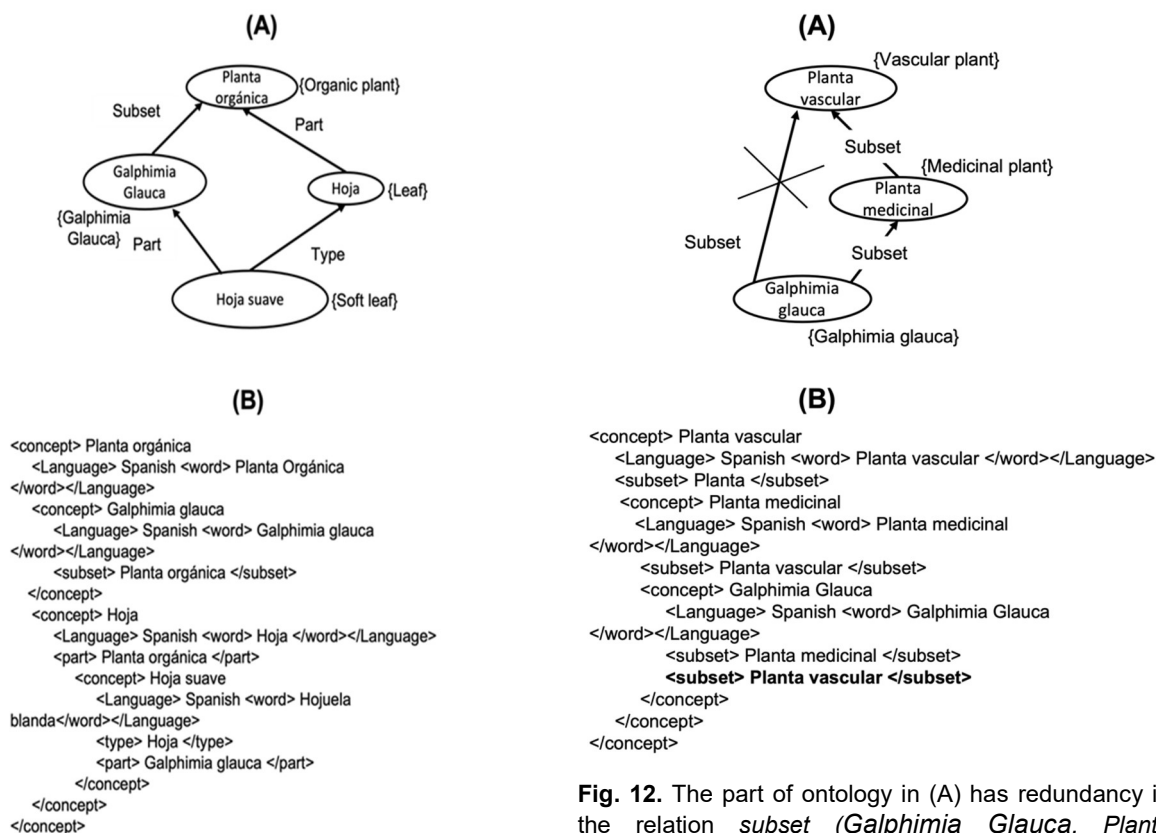 (A)
Planta
orgánica
{Organic plant}
Subset
Part
Galphimia
Glauca
Hoja
{Leaf}
{Galphimia
Glauca}
Part
Type
Hoja suave
{Soft leaf}
(B)
<concept> Planta orgánica
<Language> Spanish <word> Planta Orgánica
</word></Language>
<concept> Galphimia glauca
<Language> Spanish <word> Galphimia glauca
</word></Language>
<subset> Planta orgánica </subset>
</concept>
<concept> Hoja
<Language> Spanish <word> Hoja </word></Language>
<part> Planta orgánica </part>
<concept> Hoja suave
<Language> Spanish <word> Hojuela
blanda</word></Language>
<type> Hoja </type>
<part> Galphimia glauca </part>
</concept>
</concept>
</concept>
(A)
{Vascular plant}
Planta
vascular
Subset
{Medicinal plant}
Planta
medicinal
Subset
Subset
Galphimia
glauca
{Galphimia glauca}
(B)
<concept> Planta vascular
<Language> Spanish <word> Planta vascular </word></Language>
<subset> Planta </subset>
<concept> Planta medicinal
<Language> Spanish <word> Planta medicinal
</word></Language>
<subset> Planta vascular </subset>
<concept> Galphimia Glauca
<Language> Spanish <word> Galphimia Glauca
</word></Language>
<subset> Planta medicinal </subset>
<subset> Planta vascular </subset>
</concept>
</concept>
</concept>
Fig. 12. The part of ontology in (A) has redundancy i
the relation subset (Galphimia Glauca, Plant